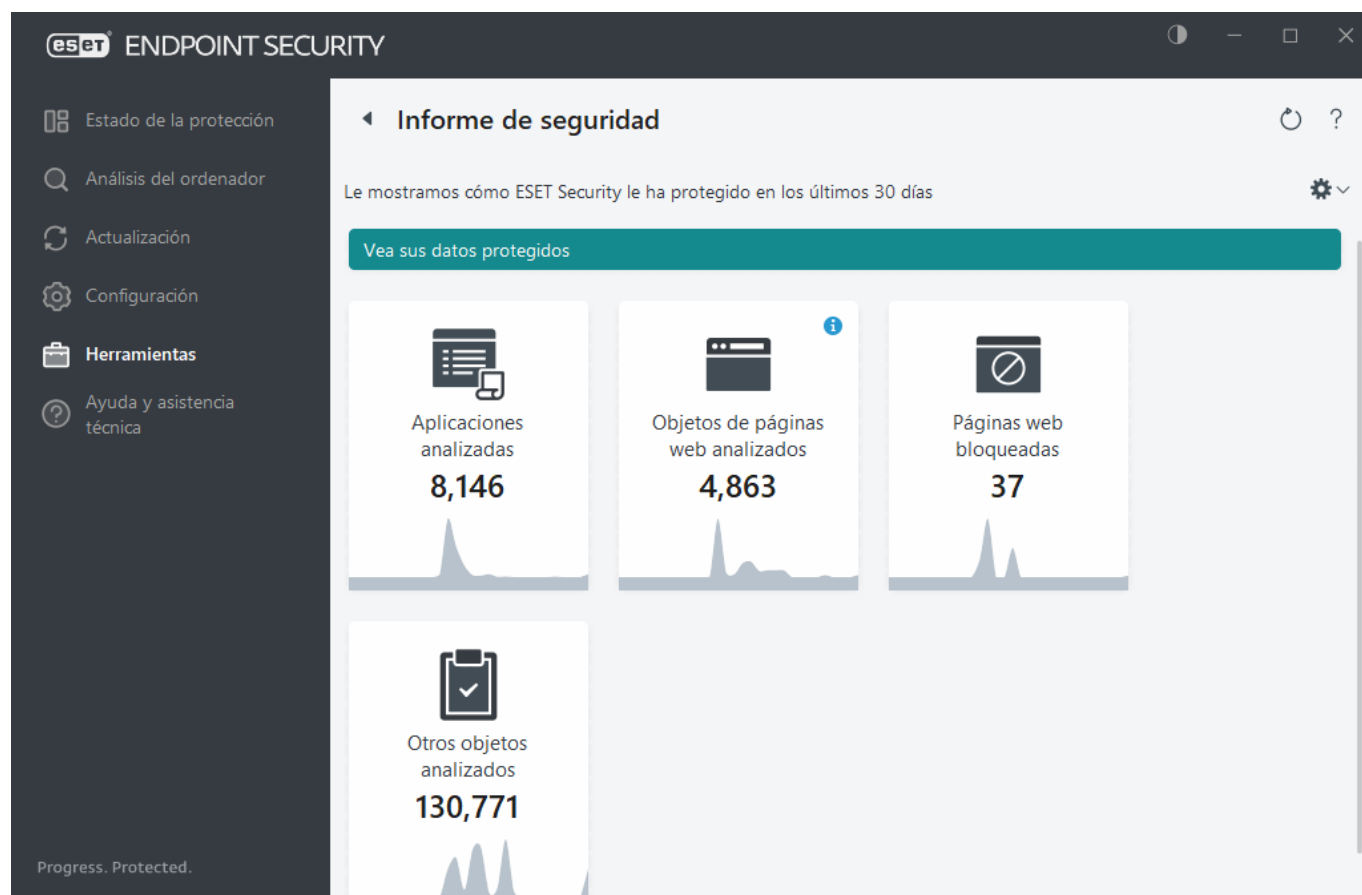 eset ENDPOINT SECURITY
Estado de la protección
Análisis del ordenador
Actualización
Configuración
Herramientas
Ayuda y asistencia
técnica
Progress. Protected.
Informe de seguridad
?
Le mostramos cómo ESET Security le ha protegido en los últimos 30 días
Vea sus datos protegidos
Aplicaciones
analizadas
8,146
Objetos de páginas
web analizados
4,863
Páginas web
bloqueadas
37
Otros objetos
analizados
130,771